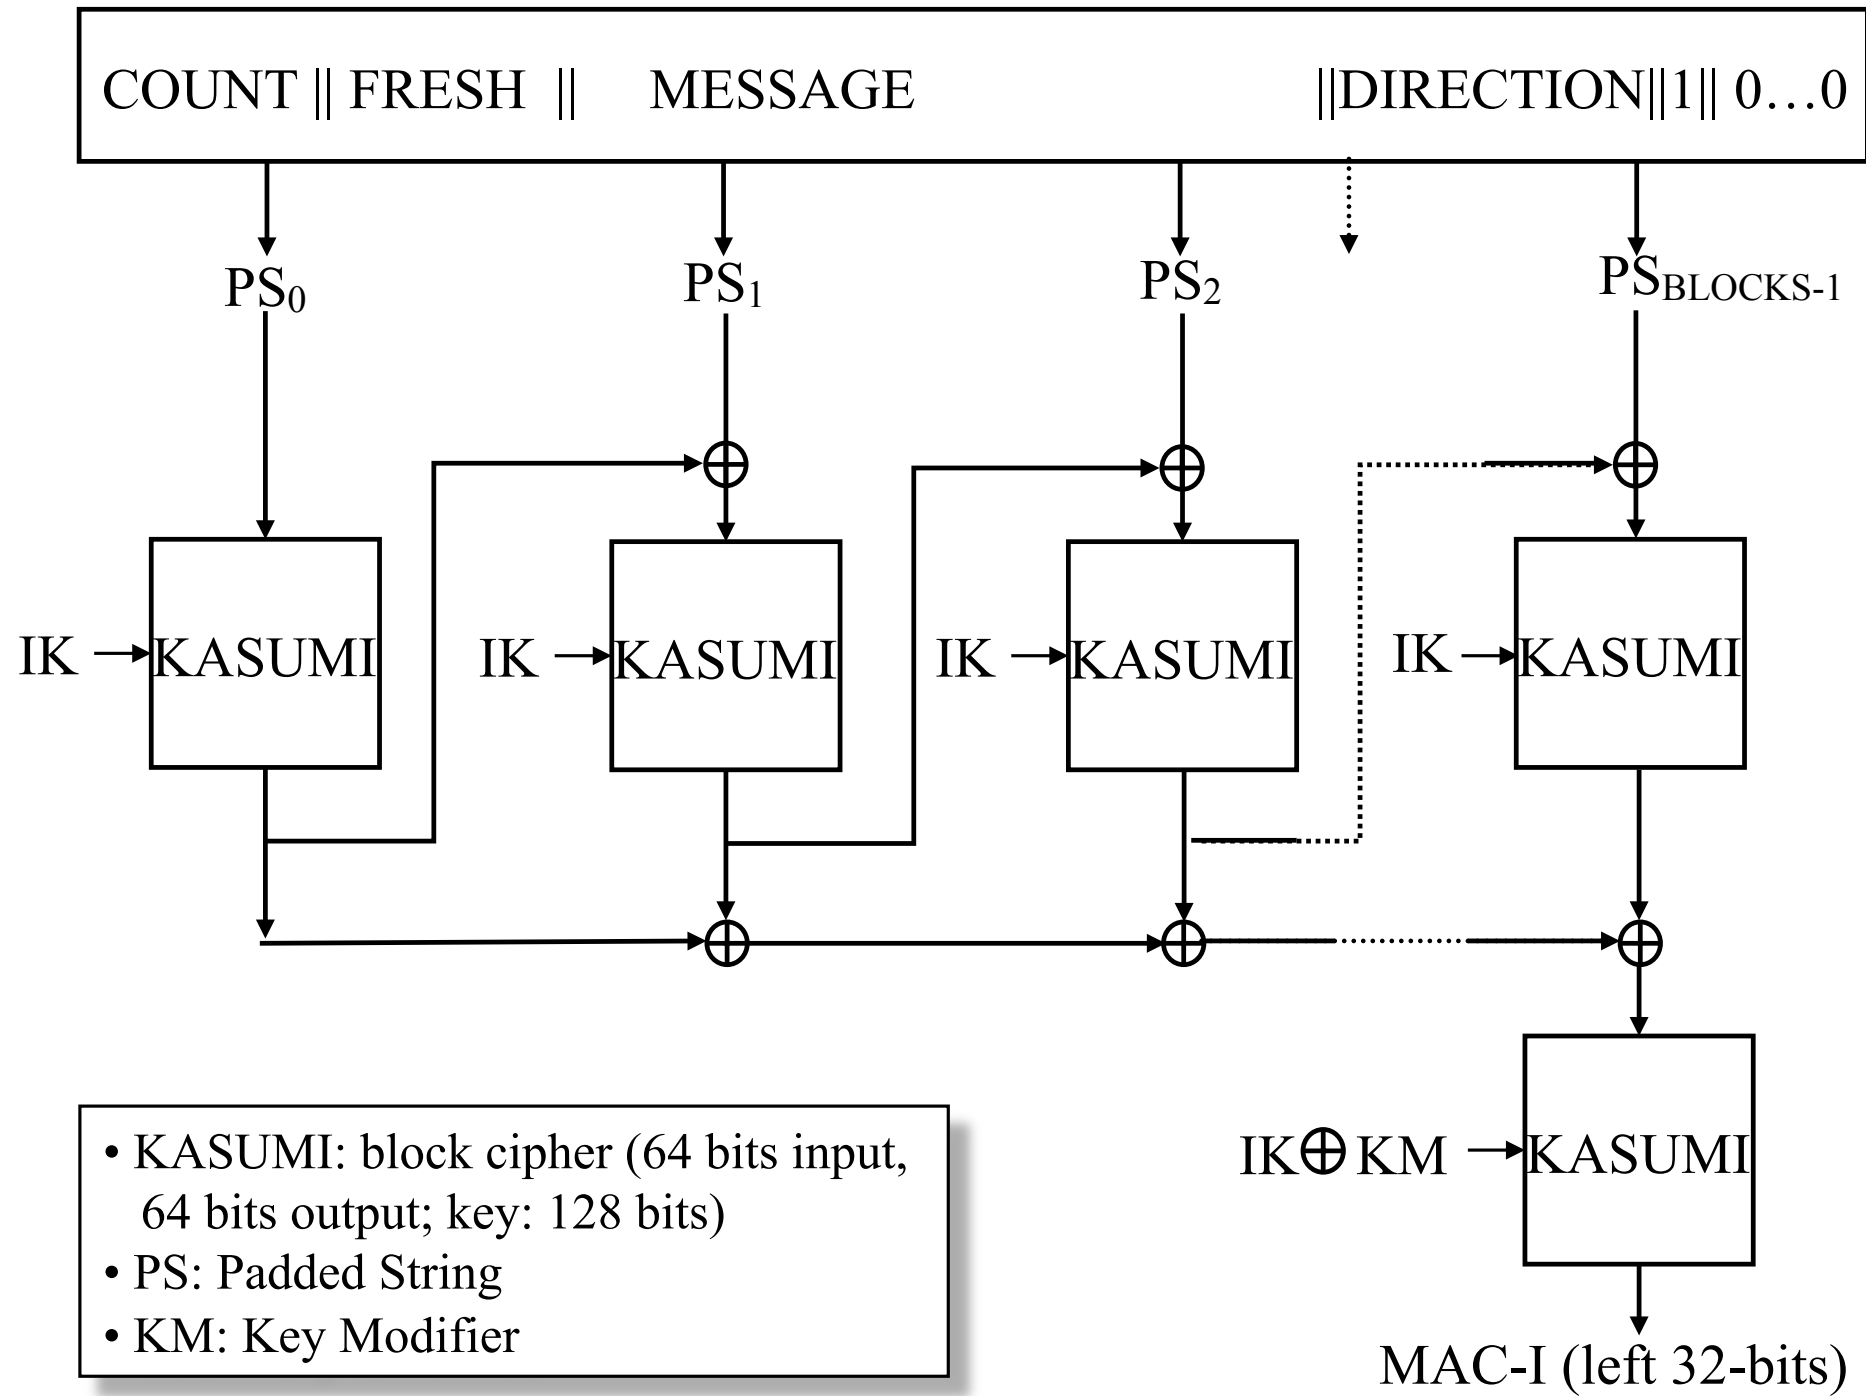 COUNT || FRESH || MESSAGE ||DIRECTION||1|| 0…0
PS0 PS1 PS2 PSBLOCKS-1
IK KASUMI IK KASUMI IK KASUMI IK KASUMI
IK⊕KM KASUMI
• KASUMI: block cipher (64 bits input,
64 bits output; key: 128 bits)
• PS: Padded String
• KM: Key Modifier
MAC-I (left 32-bits)